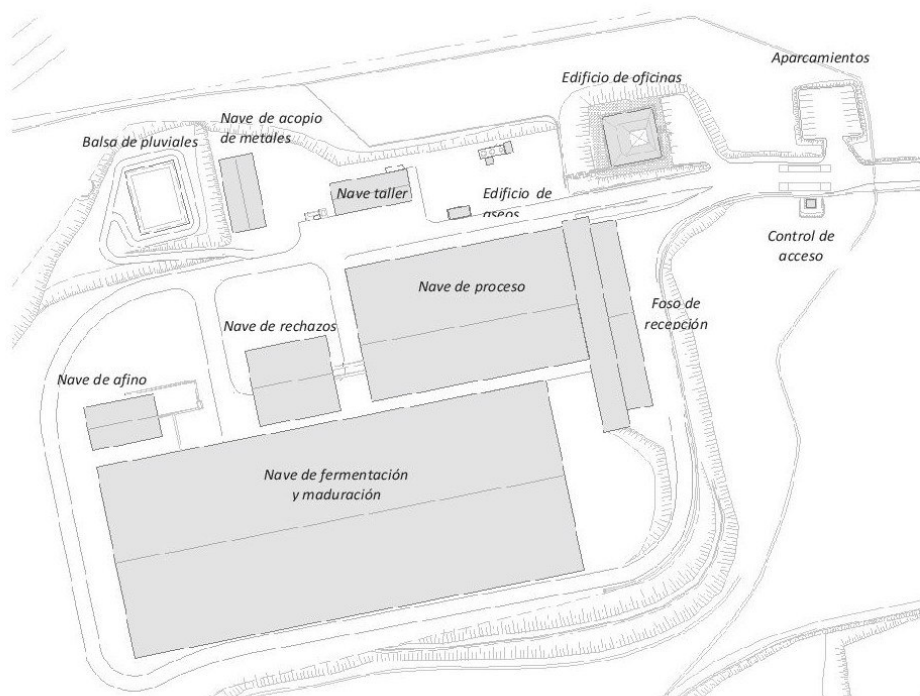 Aparcamientos
Edificio de oficinas
Nave de acopio
de metales
Balsa de pluviales
Nave taller
Edificio de
aseos
Control de
acceso
Nave de proceso
Foso de
recepción
Nave de rechazos
Nave de afino
Nave de fermentación
y maduración